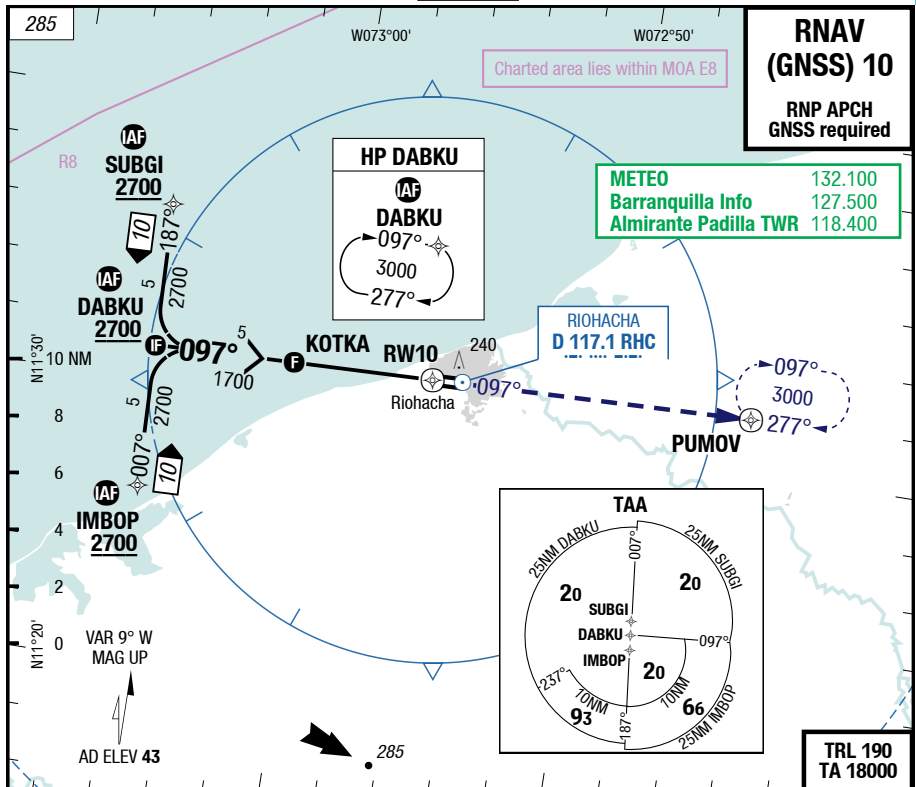 285
W073°00'
W072°50'
RNAV
(GNSS) 10
RNP APCH
GNSS required
Charted area lies within MOA E8
R8
IAF
SUBGI
2700
HP DABKU
IAF
DABKU
097°
3000
277°
METEO 132.100
Barranquilla Info 127.500
Almirante Padilla TWR 118.400
10
187°
5
2700
IAF
DABKU
2700
IF
097°
5
1700
F
KOTKA
RW10
240
Riohacha
RIOHACHA
D 117.1 RHC
097°
097°
3000
277°
PUMOV
N11°30'
10 NM
8
6
4
2
0
N11°20'
5
2700
007°
10
IAF
IMBOP
2700
TAA
25NM DABKU
007°
25NM SUBGI
20
20
SUBGI
DABKU
097°
IMBOP
20
237°
10NM
10NM
93
187°
66
25NM IMBOP
VAR 9° W
MAG UP
AD ELEV 43
285
TRL 190
TA 18000